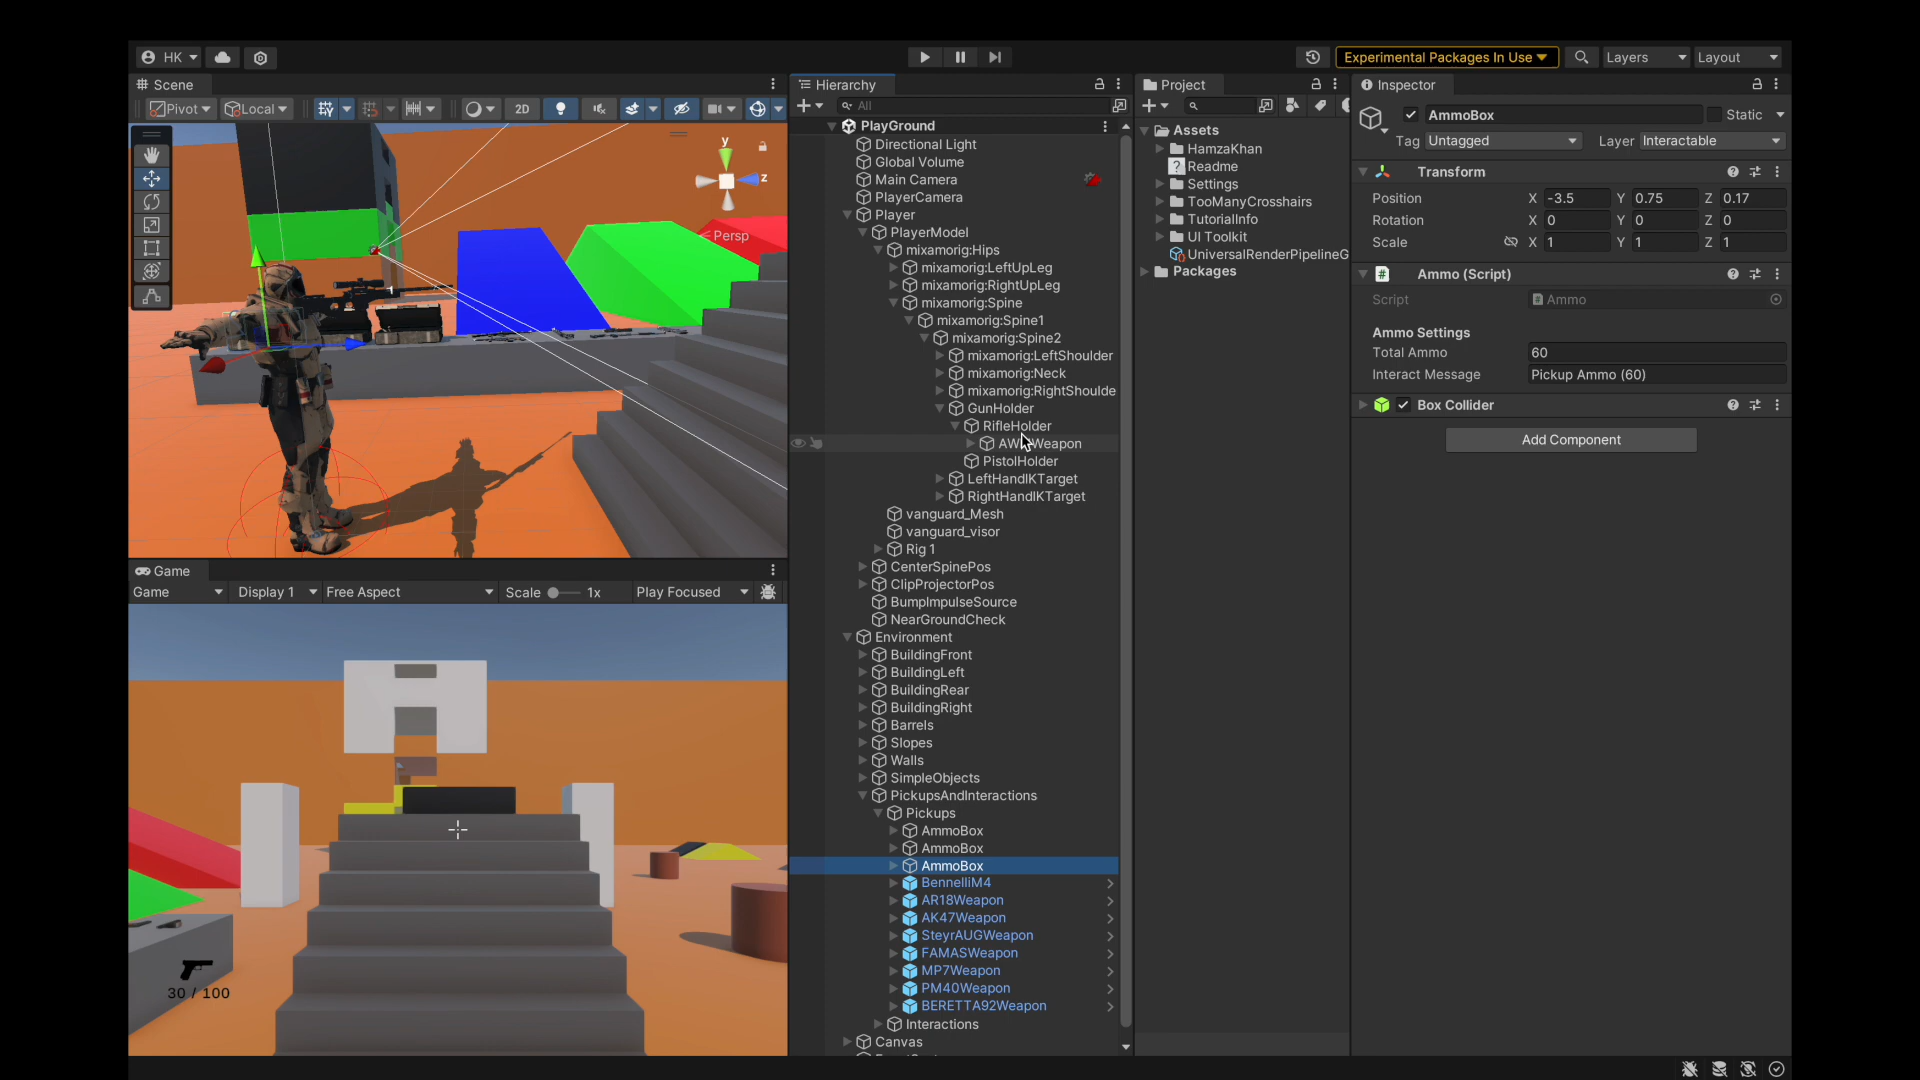 HK
Experimental Packages In Use
Layers
Layout
Scene
Pivot
Local
2D
y
z
Persp
Game
Game
Display 1
Free Aspect
Scale
1x
Play Focused
30 / 100
Hierarchy
All
PlayGround
Directional Light
Global Volume
Main Camera
PlayerCamera
Player
PlayerModel
mixamorig:Hips
mixamorig:LeftUpLeg
mixamorig:RightUpLeg
mixamorig:Spine
mixamorig:Spine1
mixamorig:Spine2
mixamorig:LeftShoulder
mixamorig:Neck
mixamorig:RightShoulde
GunHolder
RifleHolder
Weapon
PistolHolder
LeftHandIKTarget
RightHandIKTarget
vanguard_Mesh
vanguard_visor
Rig 1
CenterSpinePos
ClipProjectorPos
BumpImpulseSource
NearGroundCheck
Environment
BuildingFront
BuildingLeft
BuildingRear
BuildingRight
Barrels
Slopes
Walls
SimpleObjects
PickupsAndInteractions
Pickups
AmmoBox
AmmoBox
AmmoBox
BennelliM4
AR18Weapon
AK47Weapon
SteyrAUGWeapon
FAMASWeapon
MP7Weapon
PM40Weapon
BERETTA92Weapon
Interactions
Canvas
Project
Assets
HamzaKhan
Readme
Settings
TooManyCrosshairs
TutorialInfo
UI Toolkit
UniversalRenderPipelineG
Packages
Inspector
AmmoBox
Static
Tag Untagged Layer Interactable
Transform
Position X -3.5 Y 0.75 Z 0.17
Rotation X 0 Y 0 Z 0
Scale X 1 Y 1 Z 1
# Ammo (Script)
Script # Ammo
Ammo Settings
Total Ammo 60
Interact Message Pickup Ammo (60)
Box Collider
Add Component